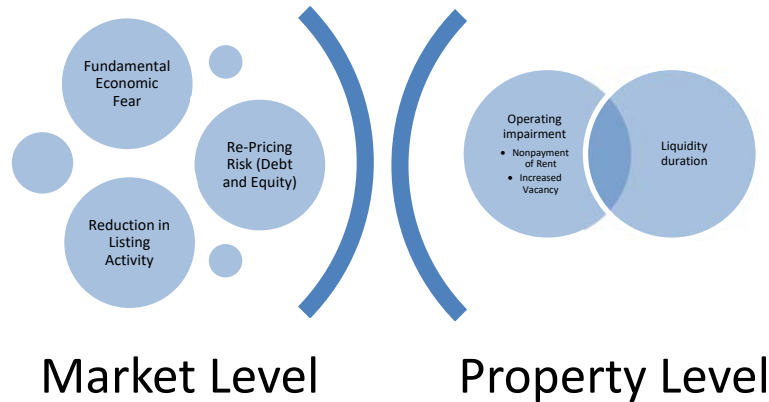 Fundamental
Economic
Fear
Re-Pricing
Risk (Debt
and Equity)
Reduction in
Listing
Activity
Operating
impairment
• Nonpayment
of Rent
• Increased
Vacancy
Liquidity
duration
Market Level
Property Level